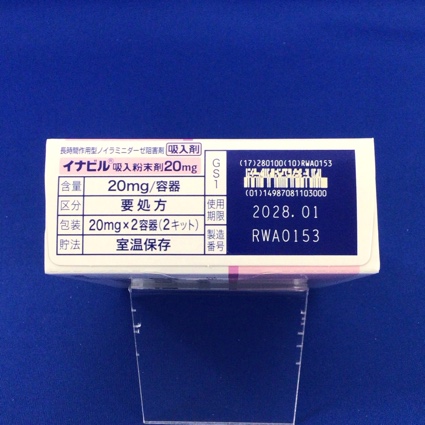 長時間作用型ノイラミニダーゼ阻害剤 吸入剤
イナビル® 吸入粉末剤20mg
含量 20mg/容器
区分 要処方
包装 20mg×2容器(2キット)
貯法 室温保存
GS1
(17)280100(10)RWA0153
(01)14987081103000
使用期限 2028.01
製造番号 RWA0153